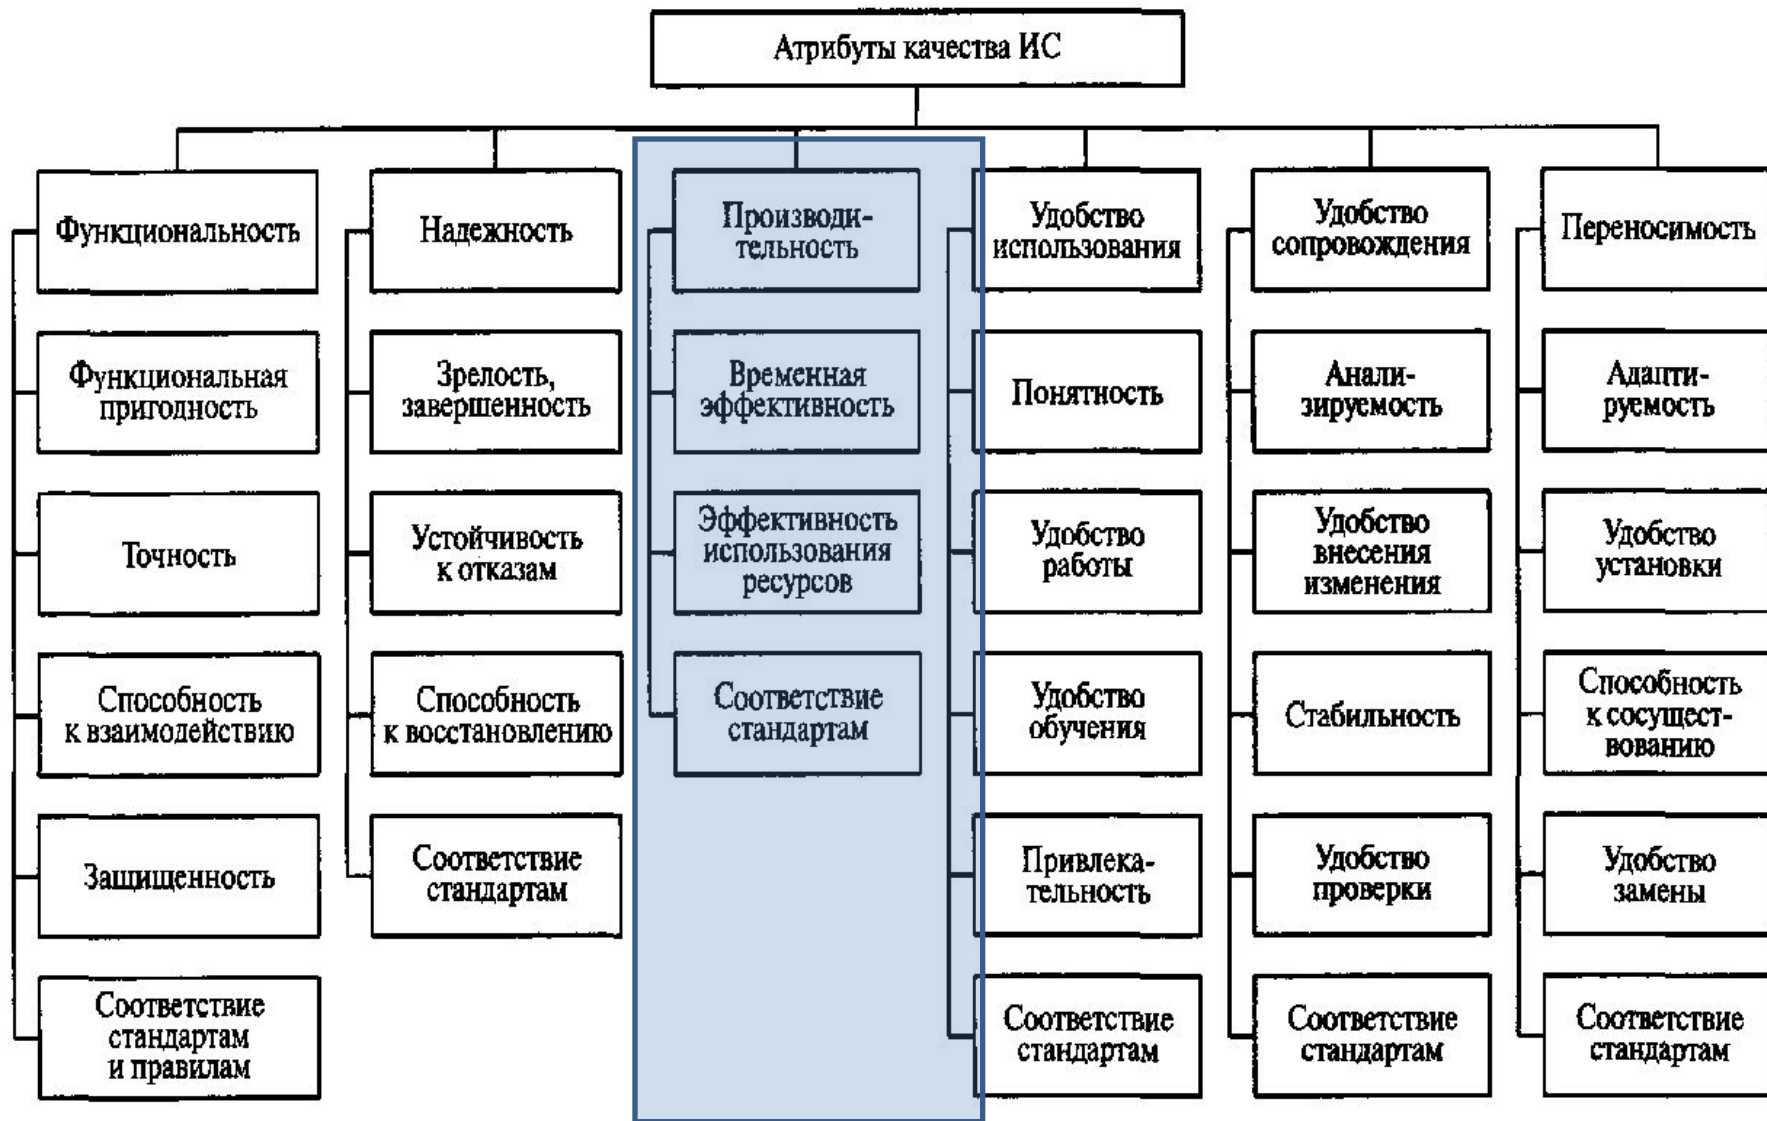 Атрибуты качества ИС
Функциональность
Функциональная
пригодность
Точность
Способность
к взаимодействию
Защищенность
Соответствие
стандартам
и правилам
Надежность
Зрелость,
завершенность
Устойчивость
к отказам
Способность
к восстановлению
Соответствие
стандартам
Производи-
тельность
Временная
эффективность
Эффективность
использования
ресурсов
Соответствие
стандартам
Удобство
использования
Понятность
Удобство
работы
Удобство
обучения
Привлека-
тельность
Соответствие
стандартам
Удобство
сопровождения
Анали-
зируемость
Удобство
внесения
изменения
Стабильность
Удобство
проверки
Соответствие
стандартам
Переносимость
Адапти-
руемость
Удобство
установки
Способность
к сосущест-
вованию
Удобство
замены
Соответствие
стандартам